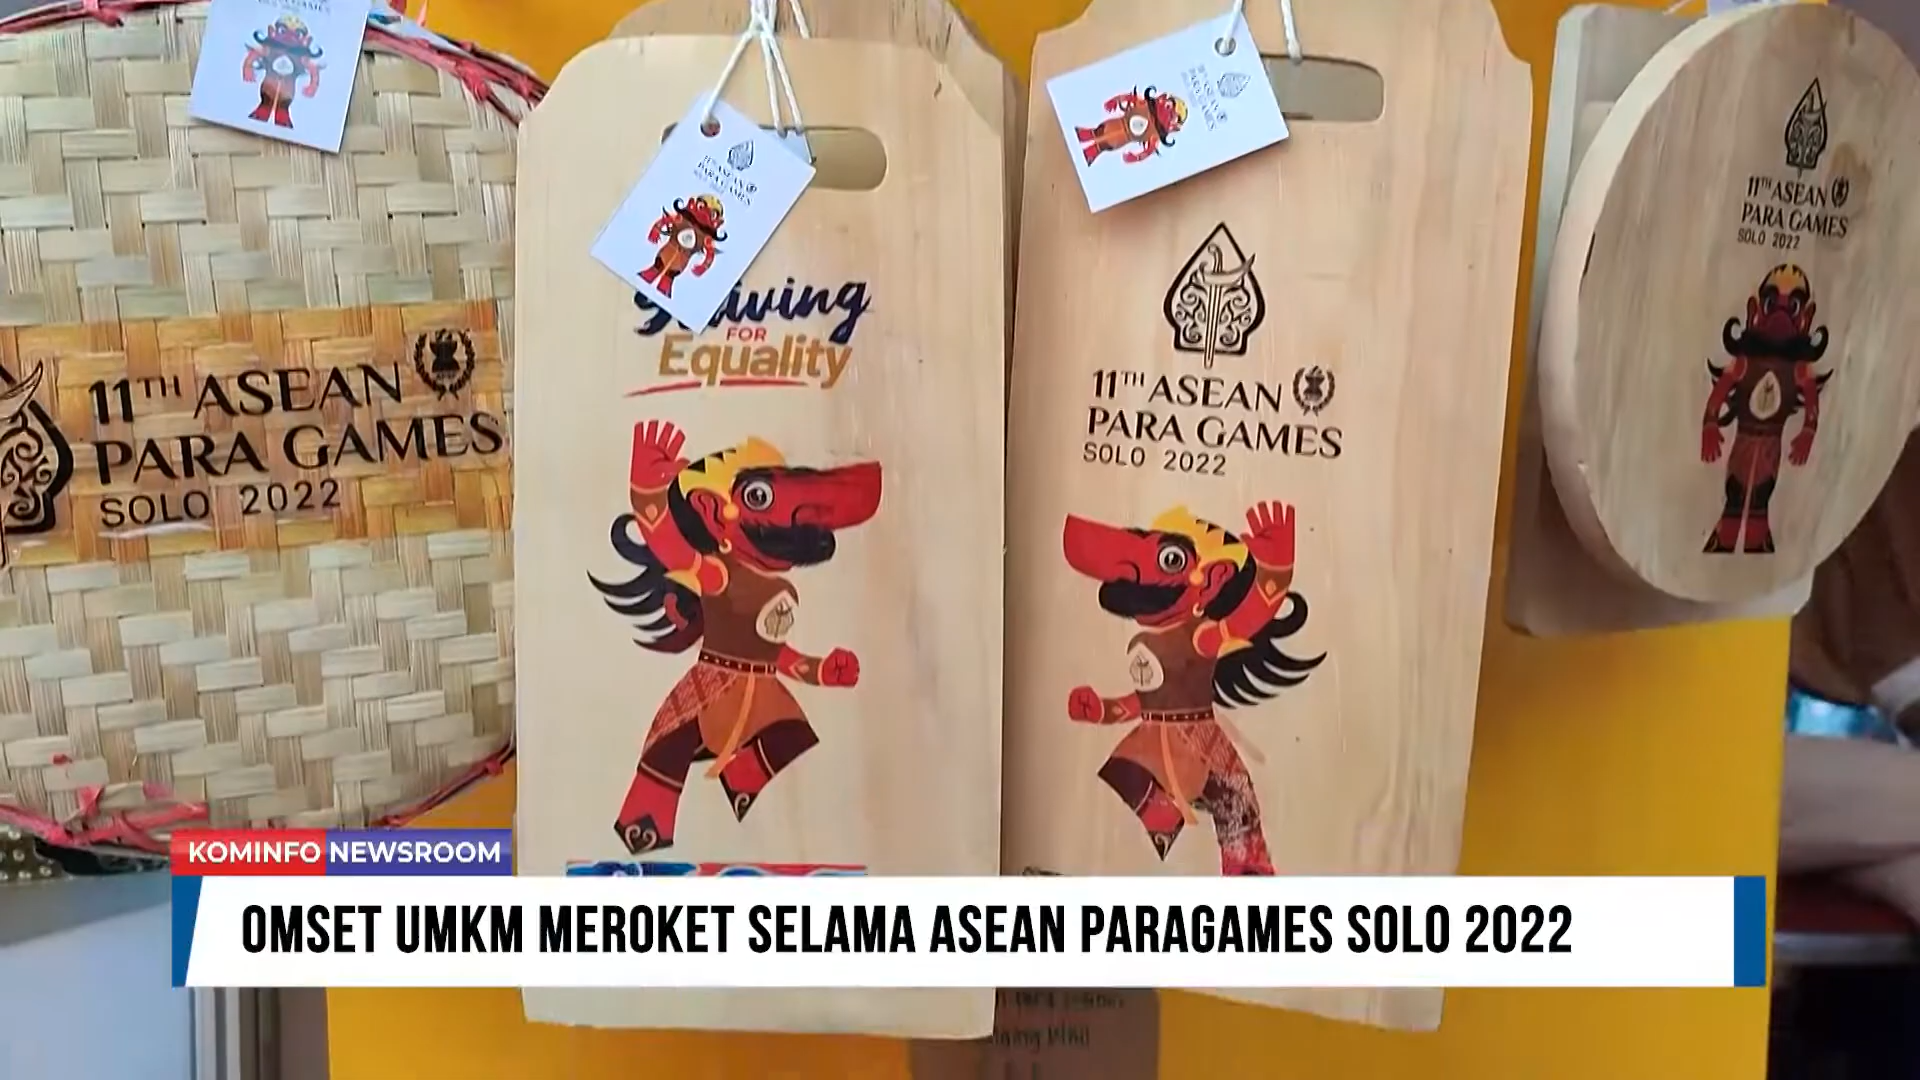 11TH ASEAN
PARA GAMES
SOLO 2022
FOR
Equality
11TH ASEAN
PARA GAMES
SOLO 2022
11TH ASEAN
PARA GAMES
SOLO 2022
KOMINFO NEWSROOM
OMSET UMKM MEROKET SELAMA ASEAN PARAGAMES SOLO 2022